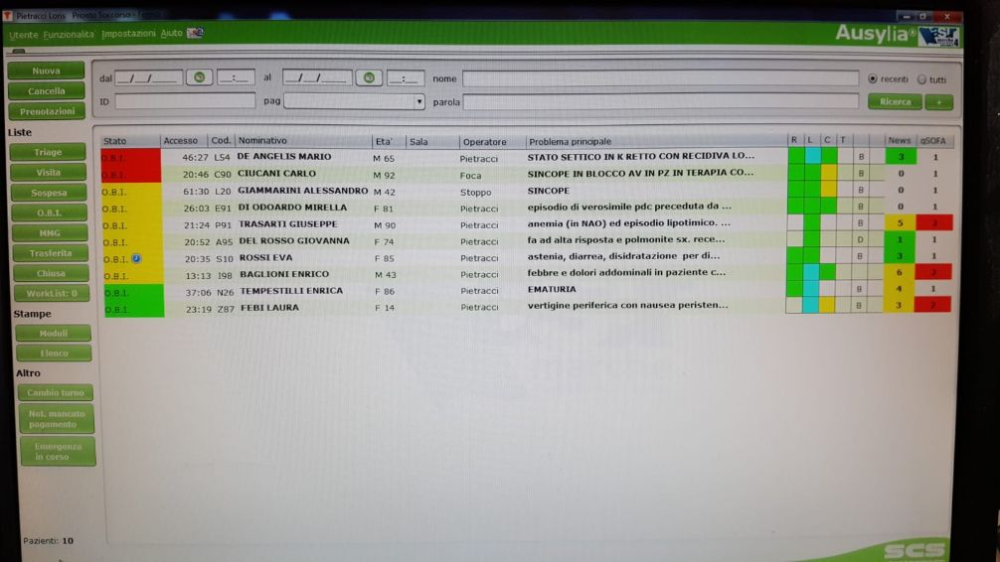 Pietracci Loris Pronto Soccorso - Fermo
Utente Funzionalita' Impostazioni Aiuto
Ausylia®
Nuova
Cancella
Prenotazioni
dal __/__/____ __:__ al __/__/____ __:__ nome recenti tutti
ID pag parola Ricerca +
Liste
Triage
Visita
Sospesa
O.B.I.
MMG
Trasferita
Chiusa
WorkList: 0
Stampe
Moduli
Elenco
Altro
Cambio turno
Not. mancato
pagamento
Emergenza
in corso
Pazienti: 10
Stato Accesso Cod. Nominativo Eta' Sala Operatore Problema principale R L C T News qSOFA
O.B.I. 46:27 L54 DE ANGELIS MARIO M 65 Pietracci STATO SETTICO IN K RETTO CON RECIDIVA LO... B 3 1
O.B.I. 20:46 C90 CIUCANI CARLO M 92 Foca SINCOPE IN BLOCCO AV IN PZ IN TERAPIA CO... B 0 1
O.B.I. 61:30 L20 GIAMMARINI ALESSANDRO M 42 Stoppo SINCOPE B 0 1
O.B.I. 26:03 E91 DI ODOARDO MIRELLA F 81 Pietracci episodio di verosimile pdc preceduta da ... B 0 1
O.B.I. 21:24 P91 TRASARTI GIUSEPPE M 90 Pietracci anemia (in NAO) ed episodio lipotimico. ... B 5 2
O.B.I. 20:52 A95 DEL ROSSO GIOVANNA F 74 Pietracci fa ad alta risposta e polmonite sx. rece... D 1 1
O.B.I. 20:35 S10 ROSSI EVA F 85 Pietracci astenia, diarrea, disidratazione per di... B 3 1
O.B.I. 13:13 I98 BAGLIONI ENRICO M 43 Pietracci febbre e dolori addominali in paziente c... B 6 2
O.B.I. 37:06 N26 TEMPESTILLI ENRICA F 86 Pietracci EMATURIA B 4 1
O.B.I. 23:19 Z87 FEBI LAURA F 14 Pietracci vertigine periferica con nausea peristen... B 3 2
SCS